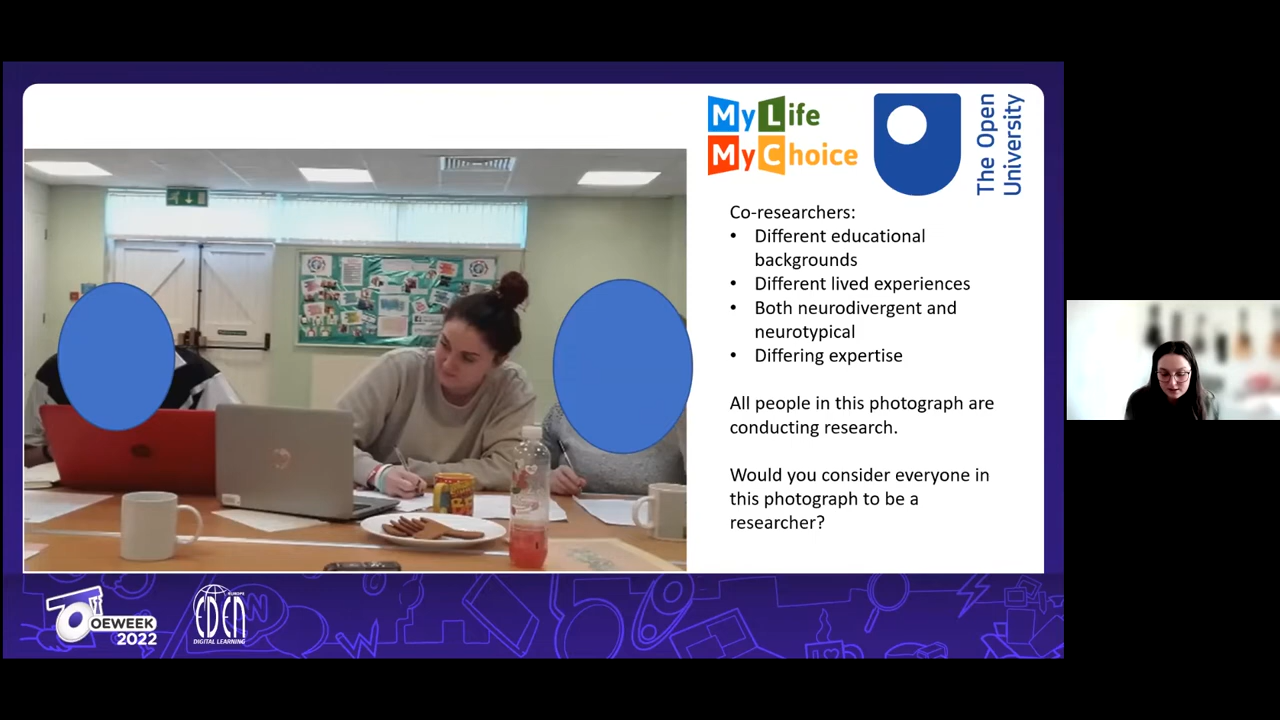 My Life
My Choice
The Open
University
Co-researchers:
• Different educational
backgrounds
• Different lived experiences
• Both neurodivergent and
neurotypical
• Differing expertise
All people in this photograph are
conducting research.
Would you consider everyone in
this photograph to be a
researcher?
OEWEEK
2022
EUROPE
EDEN
DIGITAL LEARNING